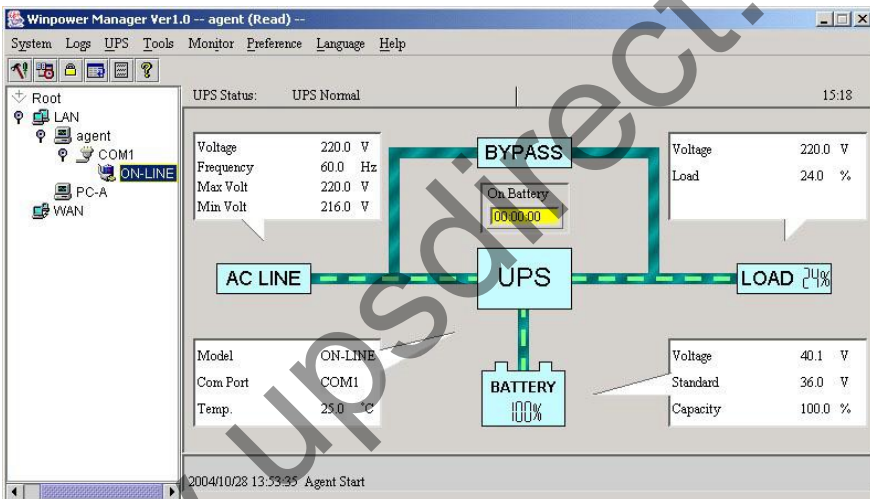 Winpower Manager Ver1.0 -- agent (Read) --
System Logs UPS Tools Monitor Preference Language Help
Root
LAN
agent
COM1
ON-LINE
PC-A
WAN
UPS Status: UPS Normal 15:18
Voltage 220.0 V
Frequency 60.0 Hz
Max Volt 220.0 V
Min Volt 216.0 V
BYPASS
On Battery
00:00:00
Voltage 220.0 V
Load 24.0 %
AC LINE
UPS
LOAD 24%
Model ON-LINE
Com Port COM1
Temp. 25.0 °C
BATTERY
100%
Voltage 40.1 V
Standard 36.0 V
Capacity 100.0 %
2004/10/28 13:53:35 Agent Start
upsdirect.